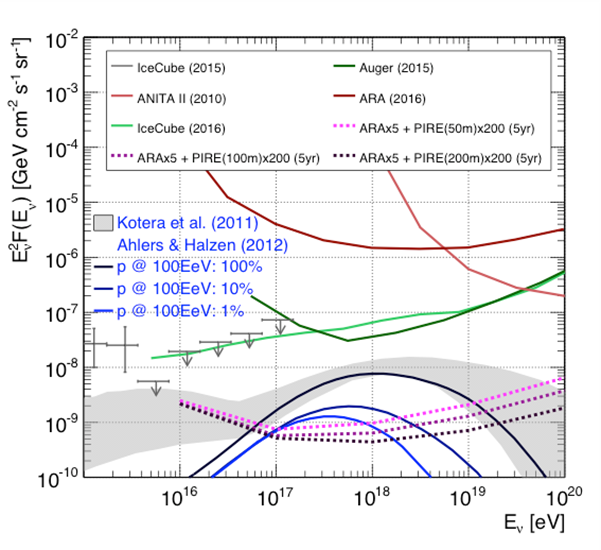 10⁻²
10⁻³
10⁻⁴
10⁻⁵
10⁻⁶
10⁻⁷
10⁻⁸
10⁻⁹
10⁻¹⁰
E²νF(Eν) [GeV cm⁻² s⁻¹ sr⁻¹]
IceCube (2015)
Auger (2015)
ANITA II (2010)
ARA (2016)
IceCube (2016)
ARAx5 + PIRE(50m)x200 (5yr)
ARAx5 + PIRE(100m)x200 (5yr)
ARAx5 + PIRE(200m)x200 (5yr)
Kotera et al. (2011)
Ahlers & Halzen (2012)
p @ 100EeV: 100%
p @ 100EeV: 10%
p @ 100EeV: 1%
10¹⁶ 10¹⁷ 10¹⁸ 10¹⁹ 10²⁰
Eν [eV]